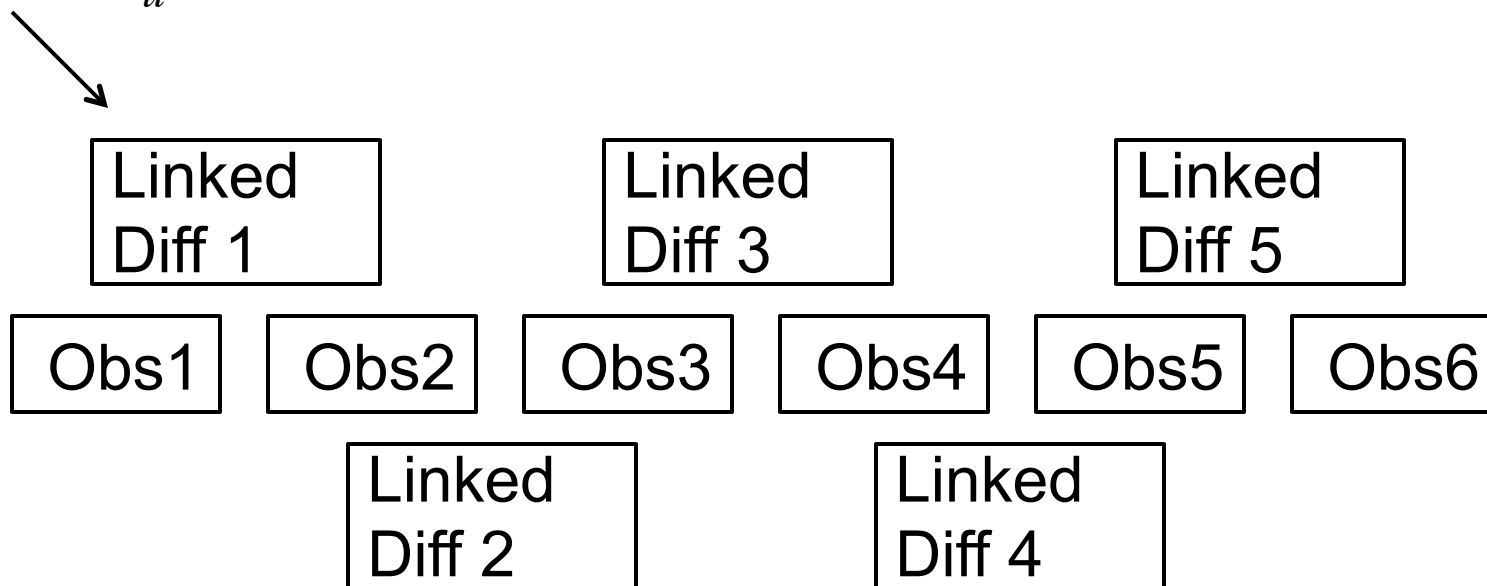 Linked
Diff 1
Linked
Diff 3
Linked
Diff 5
Obs1
Obs2
Obs3
Obs4
Obs5
Obs6
Linked
Diff 2
Linked
Diff 4